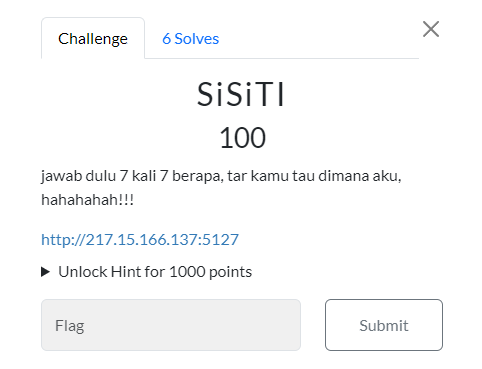 Challenge
6 Solves
SiSiTI
100
jawab dulu 7 kali 7 berapa, tar kamu tau dimana aku,
hahahahah!!!
http://217.15.166.137:5127
Unlock Hint for 1000 points
Flag
Submit